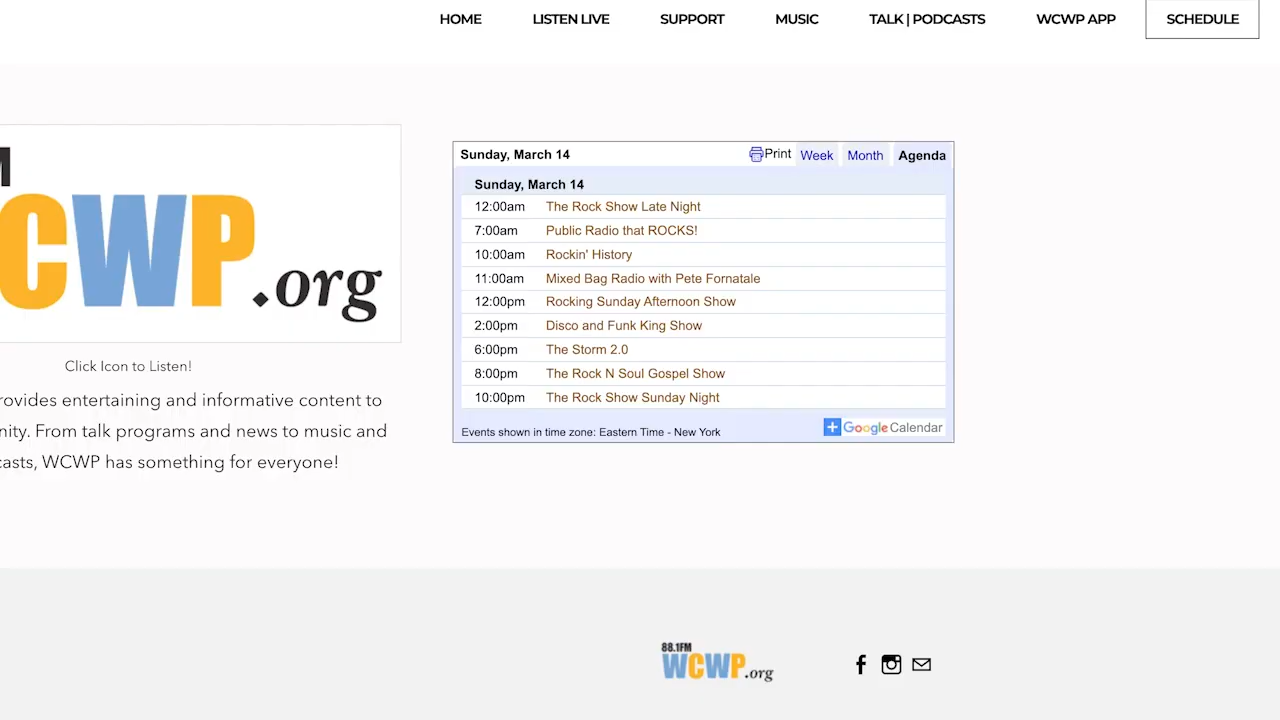 HOME LISTEN LIVE SUPPORT MUSIC TALK | PODCASTS WCWP APP SCHEDULE
M
CWP.org
Click Icon to Listen!
rovides entertaining and informative content to
nity. From talk programs and news to music and
casts, WCWP has something for everyone!
Sunday, March 14 Print Week Month Agenda
Sunday, March 14
12:00am The Rock Show Late Night
7:00am Public Radio that ROCKS!
10:00am Rockin' History
11:00am Mixed Bag Radio with Pete Fornatale
12:00pm Rocking Sunday Afternoon Show
2:00pm Disco and Funk King Show
6:00pm The Storm 2.0
8:00pm The Rock N Soul Gospel Show
10:00pm The Rock Show Sunday Night
Events shown in time zone: Eastern Time - New York + Google Calendar
88.1FM
WCWP.org